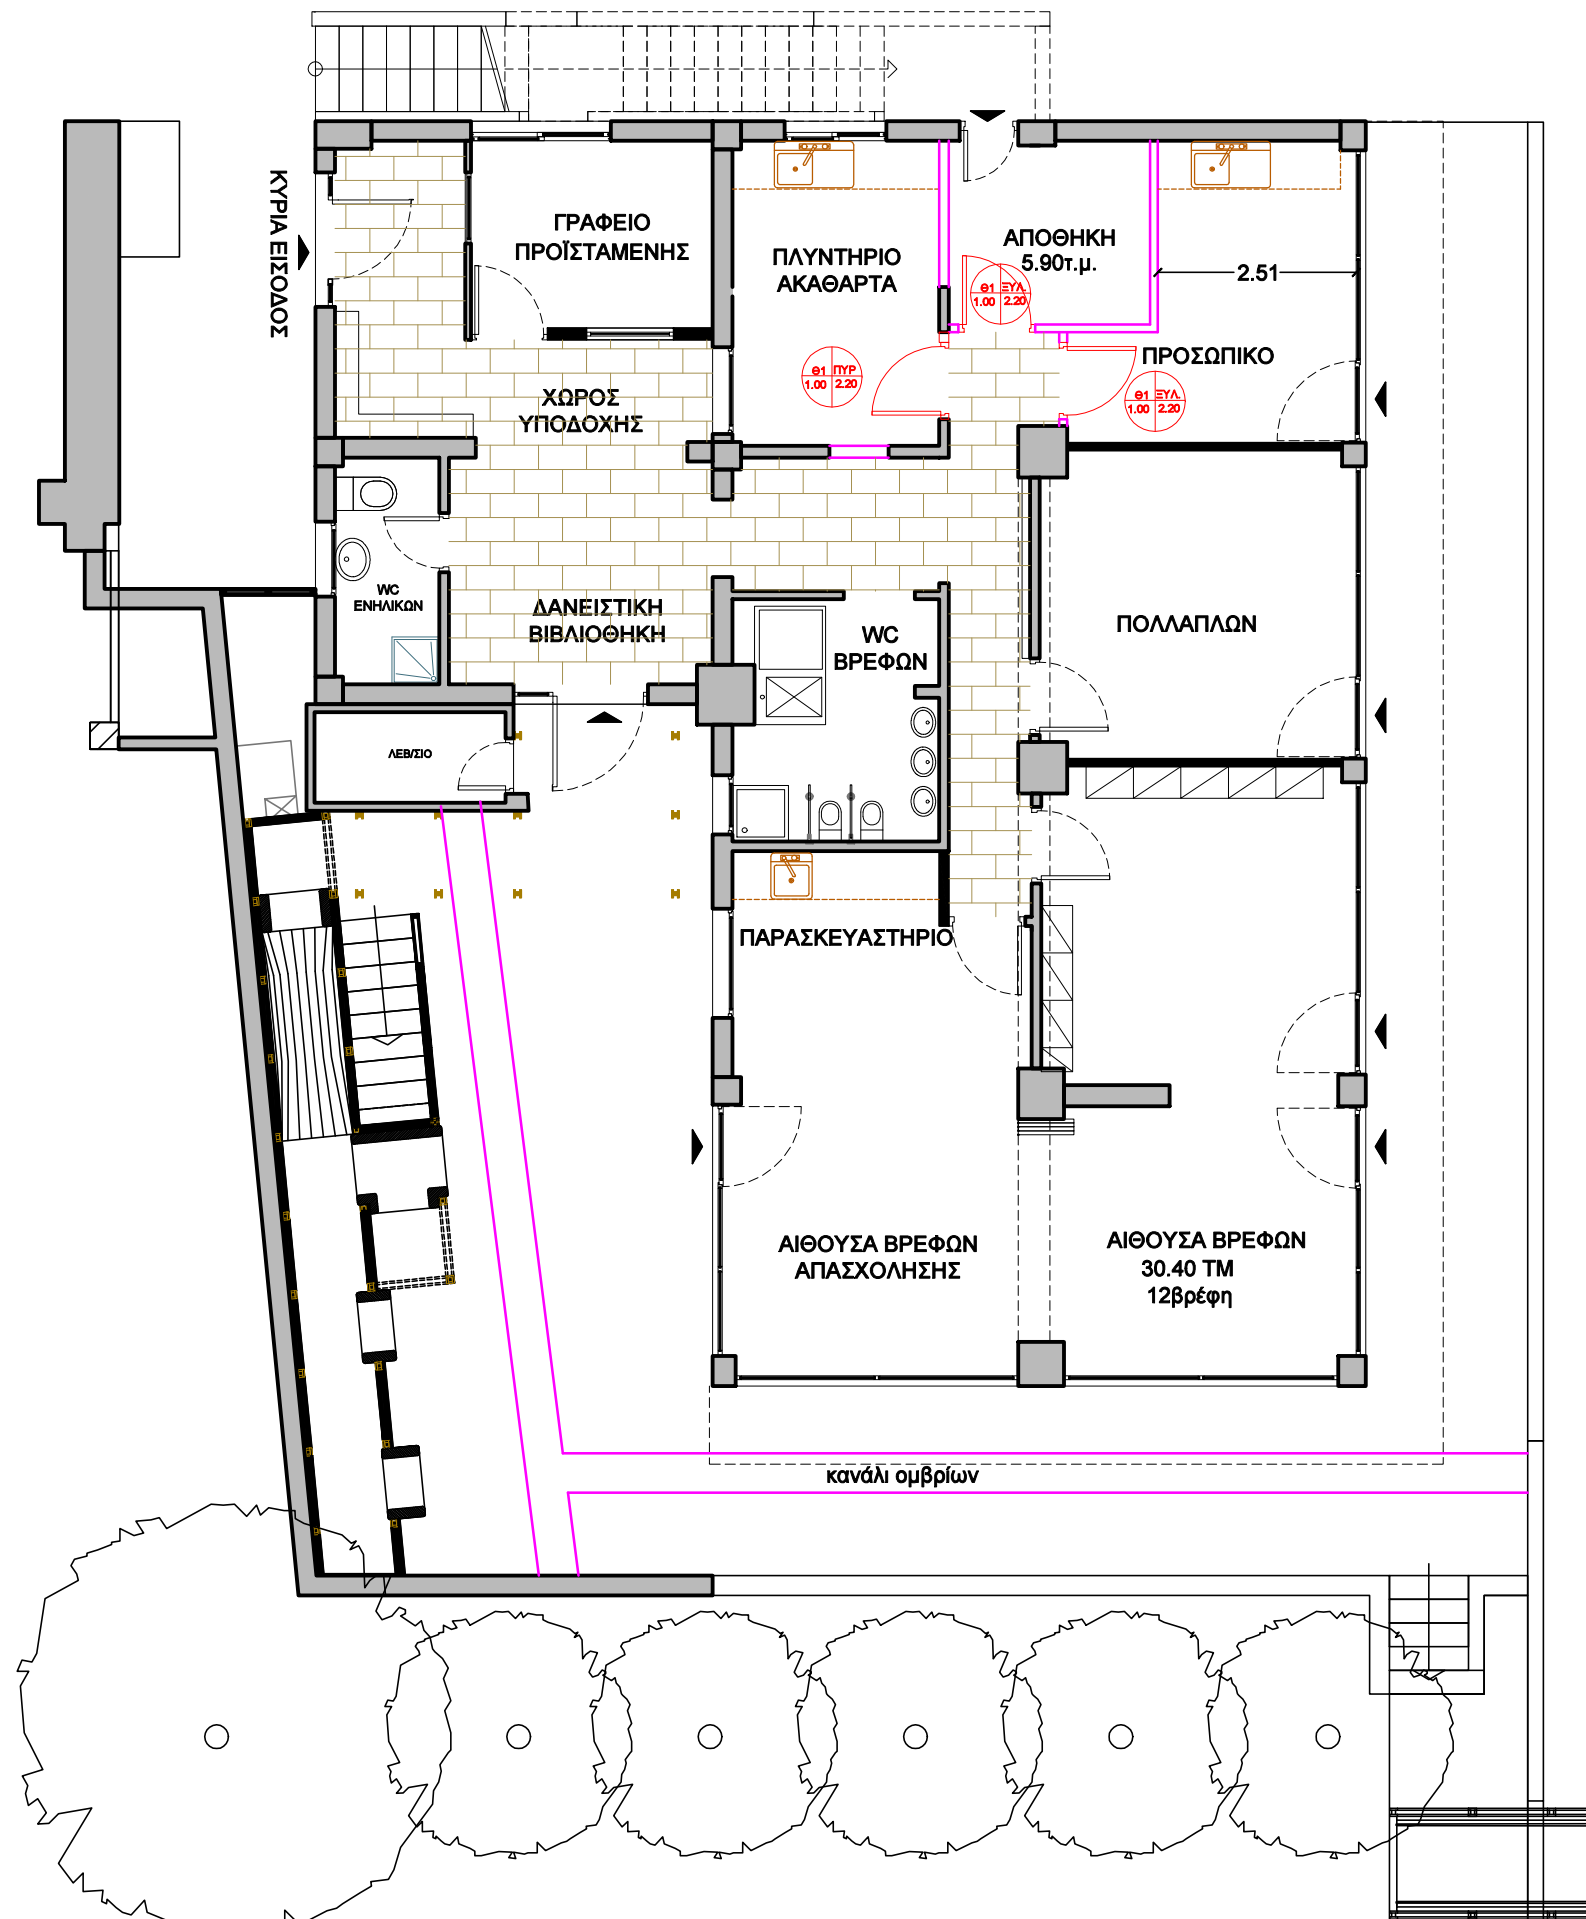 ΚΥΡΙΑ ΕΙΣΟΔΟΣ
ΓΡΑΦΕΙΟ
ΠΡΟΪΣΤΑΜΕΝΗΣ
ΠΛΥΝΤΗΡΙΟ
ΑΚΑΘΑΡΤΑ
ΑΠΟΘΗΚΗ
5.90τ.μ.
2.51
Θ1 ΞΥΛ.
1.00 2.20
ΠΡΟΣΩΠΙΚΟ
Θ1 ΠΥΡ
1.00 2.20
Θ1 ΞΥΛ.
1.00 2.20
ΧΩΡΟΣ
ΥΠΟΔΟΧΗΣ
WC
ΕΝΗΛΙΚΩΝ
ΔΑΝΕΙΣΤΙΚΗ
ΒΙΒΛΙΟΘΗΚΗ
WC
ΒΡΕΦΩΝ
ΠΟΛΛΑΠΛΩΝ
ΛΕΒ/ΣΙΟ
ΠΑΡΑΣΚΕΥΑΣΤΗΡΙΟ
ΑΙΘΟΥΣΑ ΒΡΕΦΩΝ
ΑΠΑΣΧΟΛΗΣΗΣ
ΑΙΘΟΥΣΑ ΒΡΕΦΩΝ
30.40 ΤΜ
12βρέφη
κανάλι ομβρίων